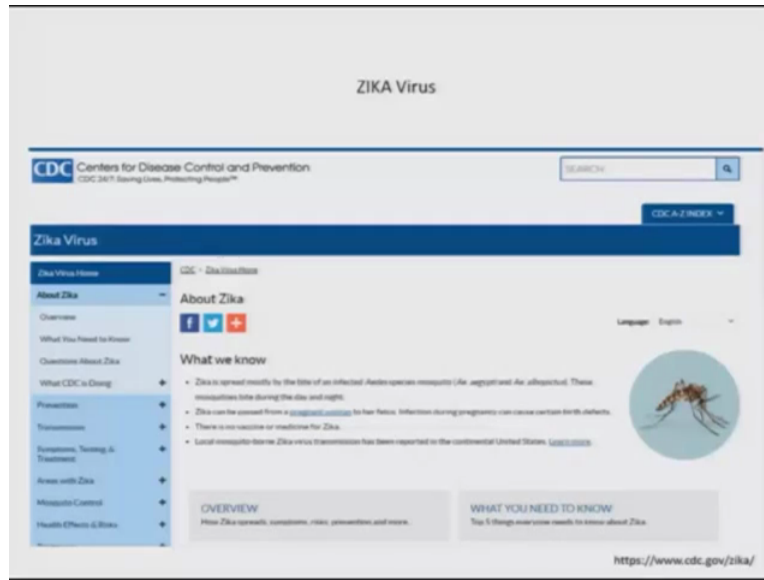 ZIKA Virus
CDC Centers for Disease Control and Prevention
CDC 24/7: Saving Lives, Protecting People™
SEARCH
CDC A-Z INDEX
Zika Virus
Zika Virus Home
CDC > Zika Virus Home
About Zika
About Zika
Overview
Language: English
What You Need to Know
Questions About Zika
What we know
What CDC is Doing
• Zika is spread mostly by the bite of an infected Aedes species mosquito (Ae. aegypti and Ae. albopictus). These
mosquitoes bite during the day and night.
Prevention
• Zika can be passed from a pregnant woman to her fetus. Infection during pregnancy can cause certain birth defects.
Transmission
• There is no vaccine or medicine for Zika.
• Local mosquito-borne Zika virus transmission has been reported in the continental United States. Learn more.
Symptoms, Testing, &
Treatment
Areas with Zika
Mosquito Control
OVERVIEW
How Zika spreads, symptoms, risks, prevention and more.
WHAT YOU NEED TO KNOW
Top 5 things everyone needs to know about Zika
Health Effects & Risks
https://www.cdc.gov/zika/